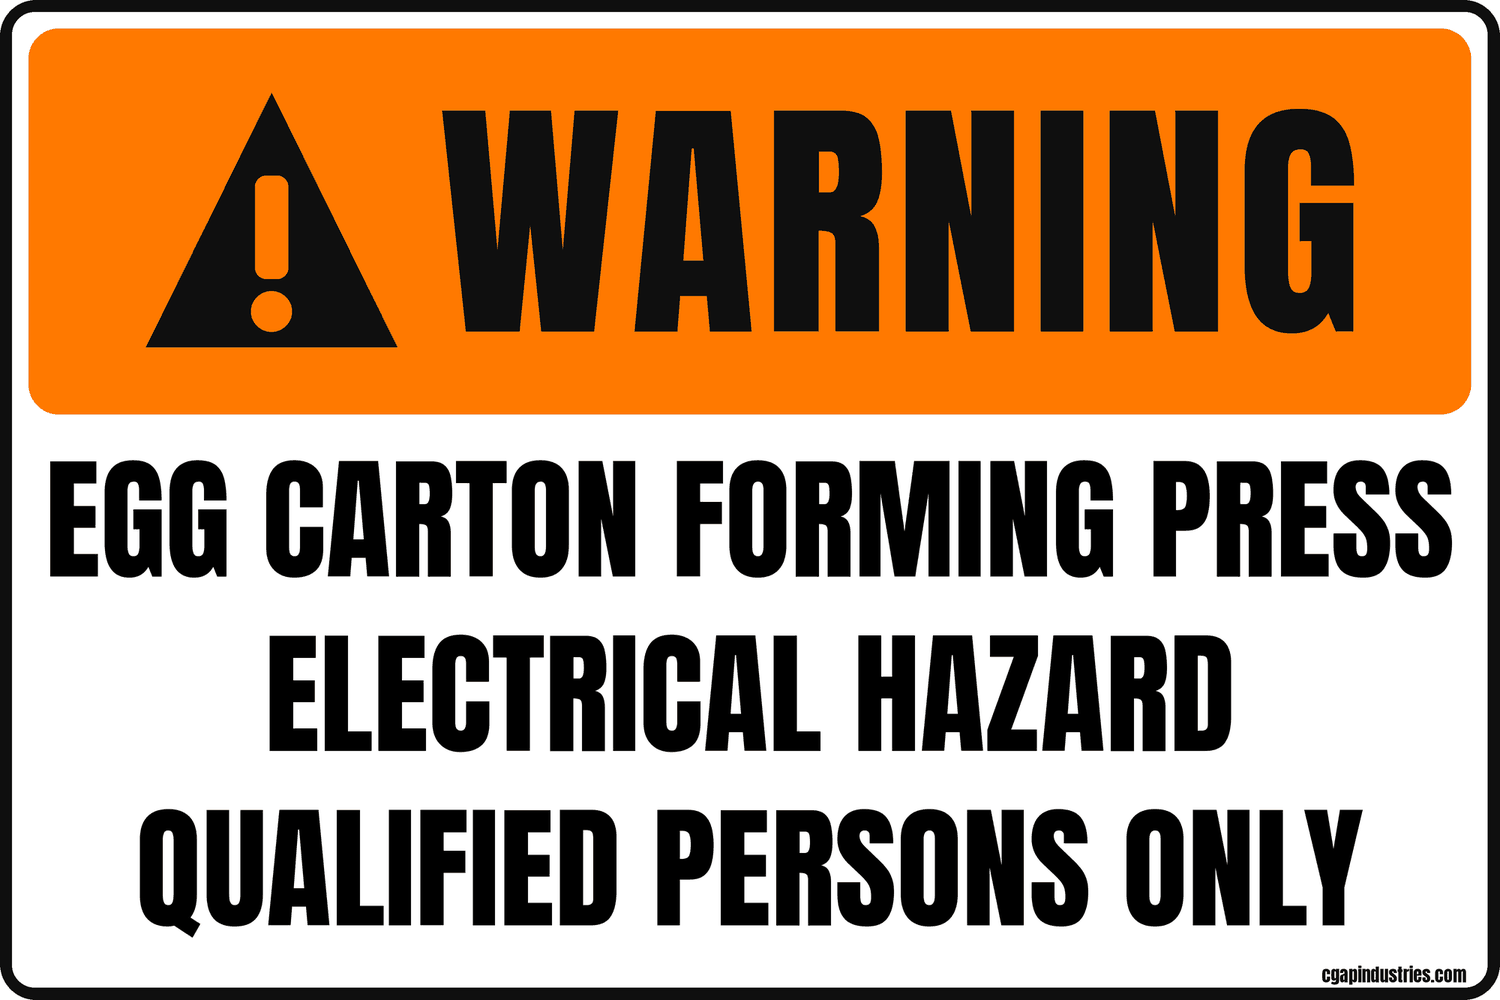 WARNING
EGG CARTON FORMING PRESS
ELECTRICAL HAZARD
QUALIFIED PERSONS ONLY
cgapindustries.com